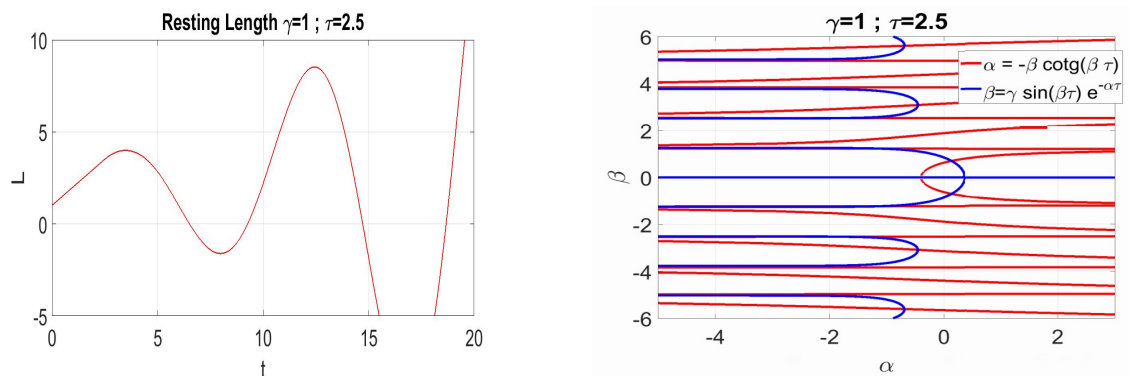 Resting Length γ=1 ; τ=2.5
10
5
0
-5
L
0 5 10 15 20
t
γ=1 ; τ=2.5
α = -β cotg(β τ)
β=γ sin(βτ) e^-ατ
6
4
2
0
-2
-4
-6
β
-4 -2 0 2
α